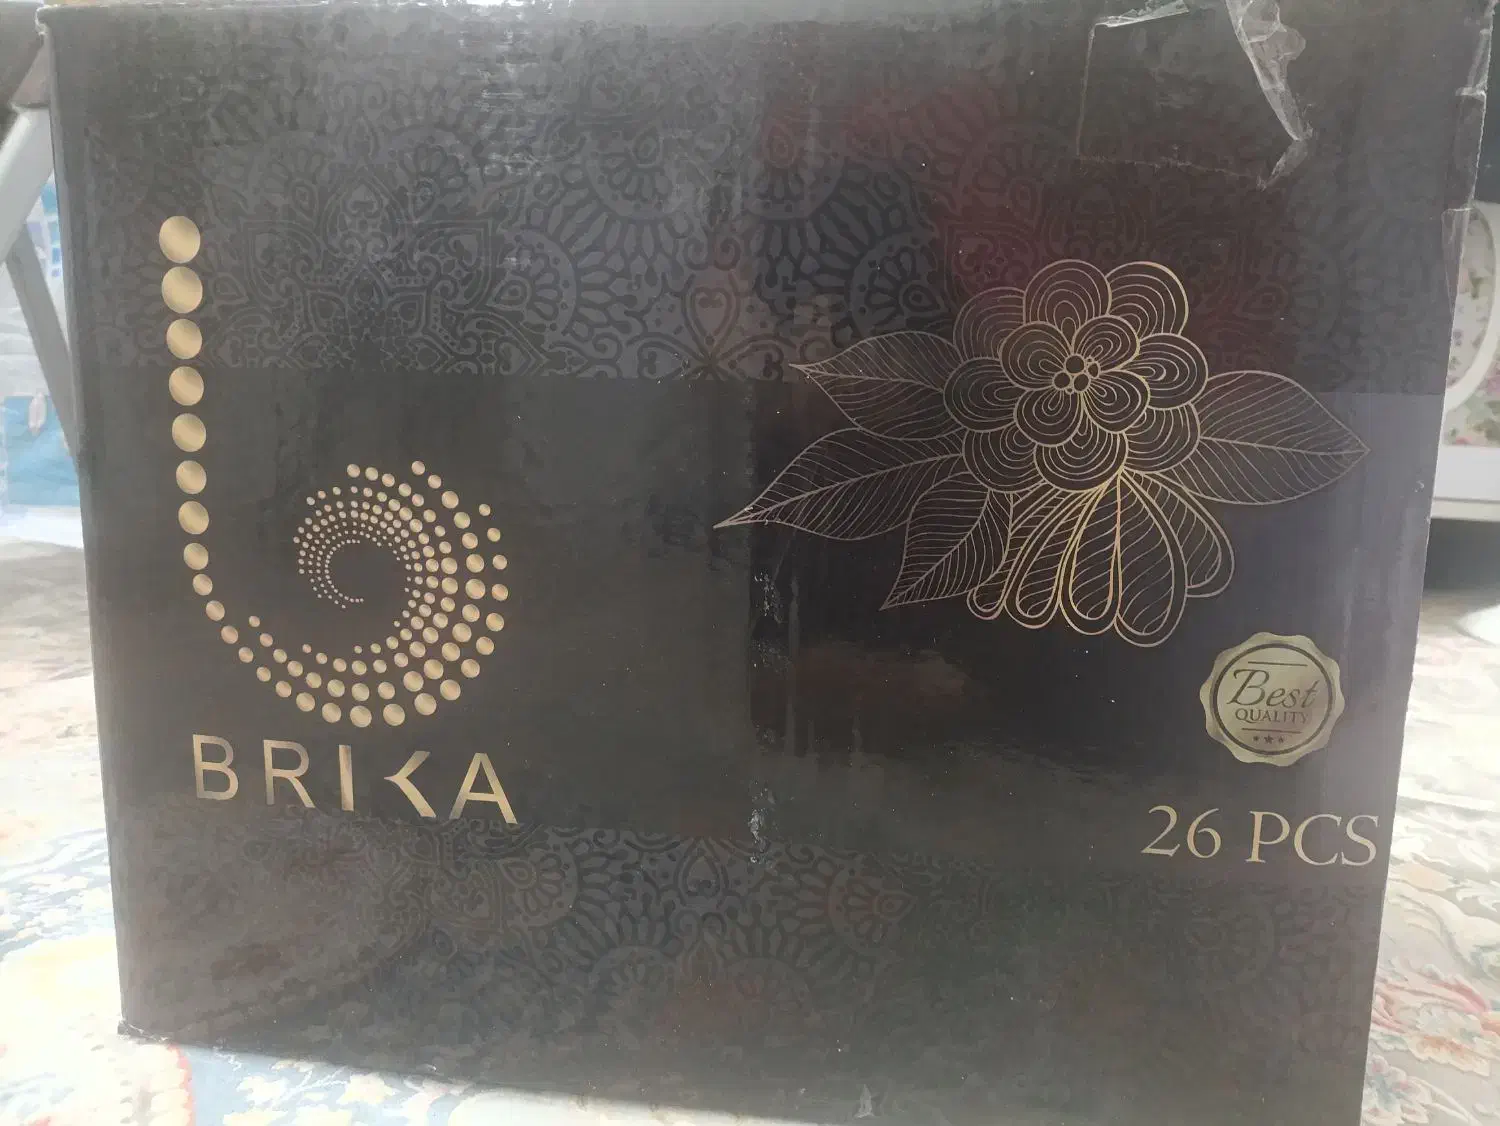 BRIKA
Best
QUALITY
26 PCS